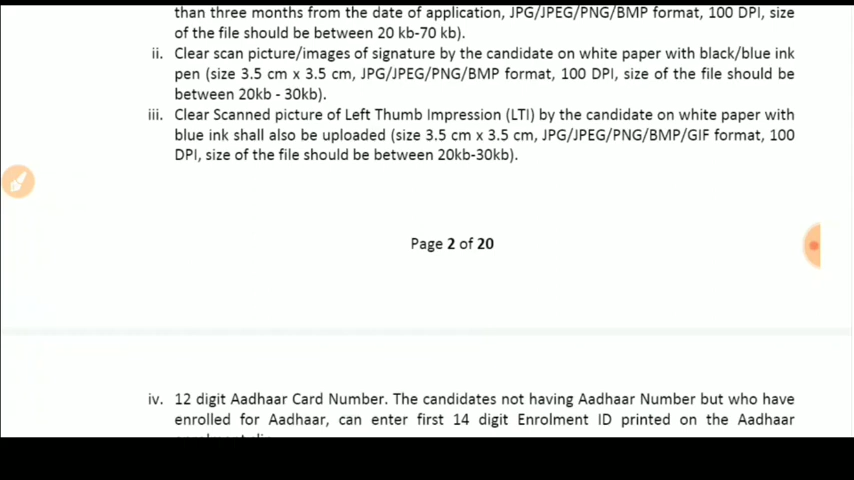 than three months from the date of application, JPG/JPEG/PNG/BMP format, 100 DPI, size
of the file should be between 20 kb-70 kb).
ii. Clear scan picture/images of signature by the candidate on white paper with black/blue ink
pen (size 3.5 cm x 3.5 cm, JPG/JPEG/PNG/BMP format, 100 DPI, size of the file should be
between 20kb - 30kb).
iii. Clear Scanned picture of Left Thumb Impression (LTI) by the candidate on white paper with
blue ink shall also be uploaded (size 3.5 cm x 3.5 cm, JPG/JPEG/PNG/BMP/GIF format, 100
DPI, size of the file should be between 20kb-30kb).
Page 2 of 20
iv. 12 digit Aadhaar Card Number. The candidates not having Aadhaar Number but who have
enrolled for Aadhaar, can enter first 14 digit Enrolment ID printed on the Aadhaar